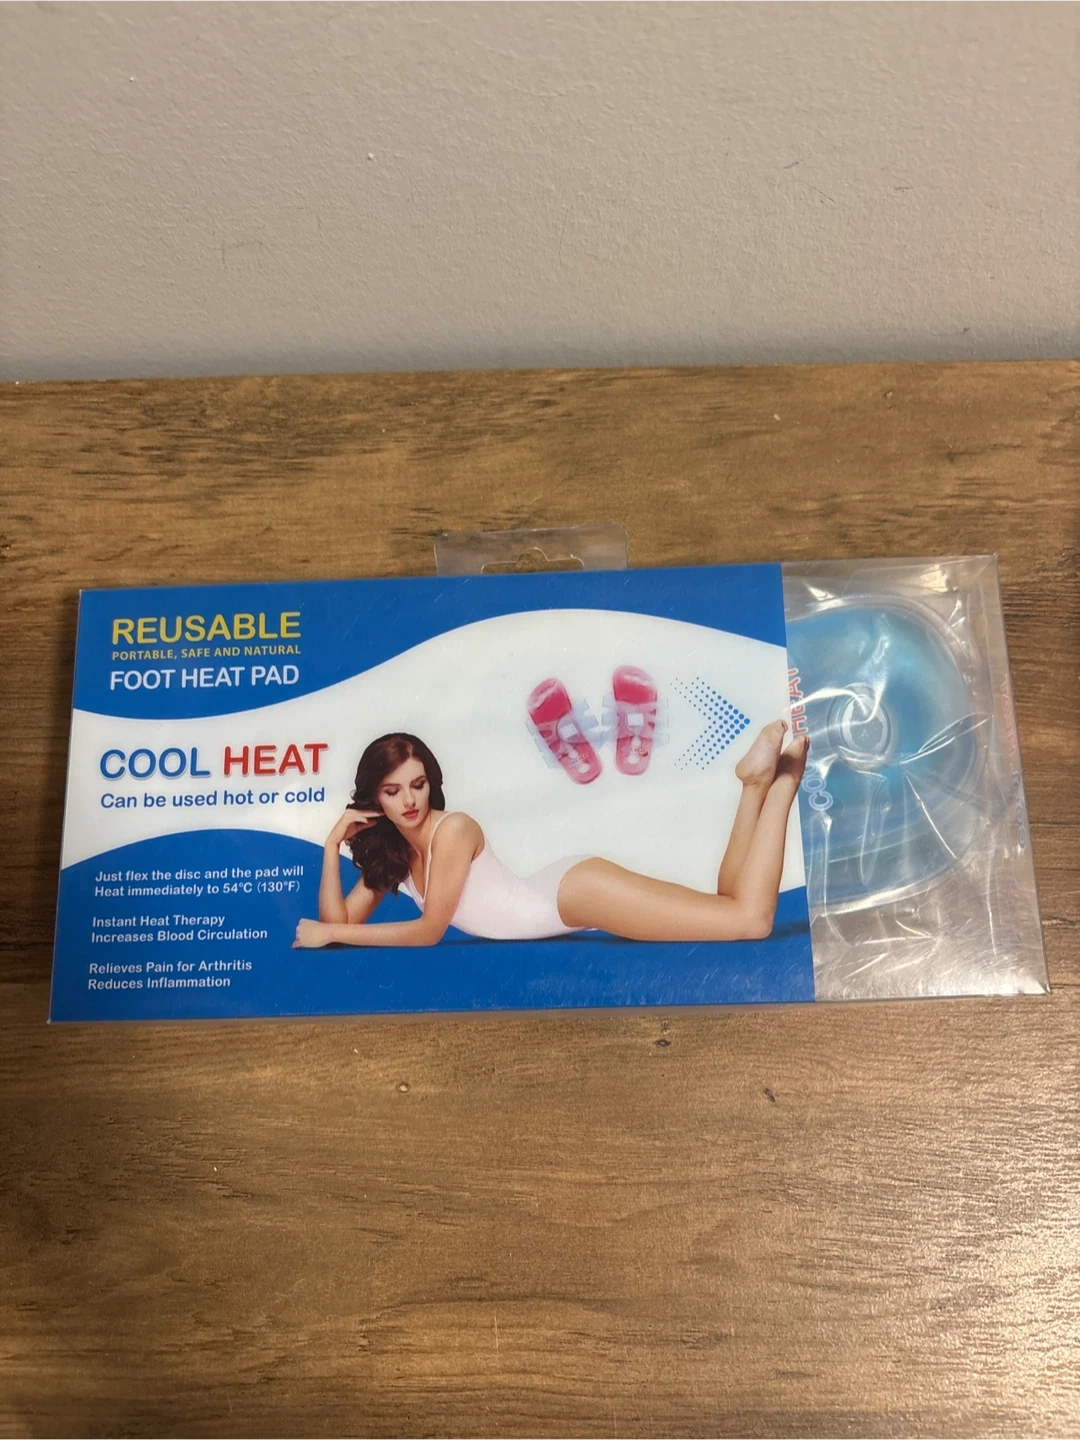 REUSABLE
PORTABLE, SAFE AND NATURAL
FOOT HEAT PAD
COOL HEAT
Can be used hot or cold
Just flex the disc and the pad will
Heat immediately to 54°C (130°F)
Instant Heat Therapy
Increases Blood Circulation
Relieves Pain for Arthritis
Reduces Inflammation